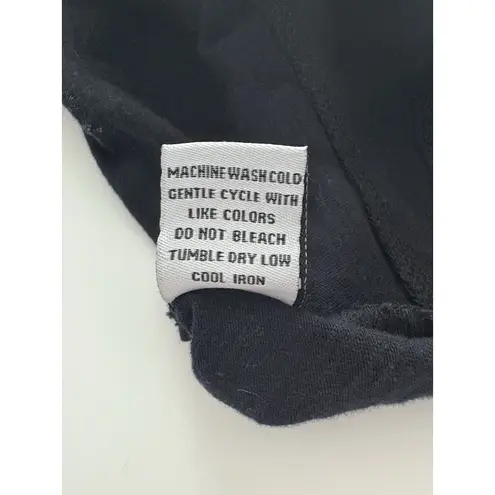 MACHINE WASH COLD
GENTLE CYCLE WITH
LIKE COLORS
DO NOT BLEACH
TUMBLE DRY LOW
COOL IRON